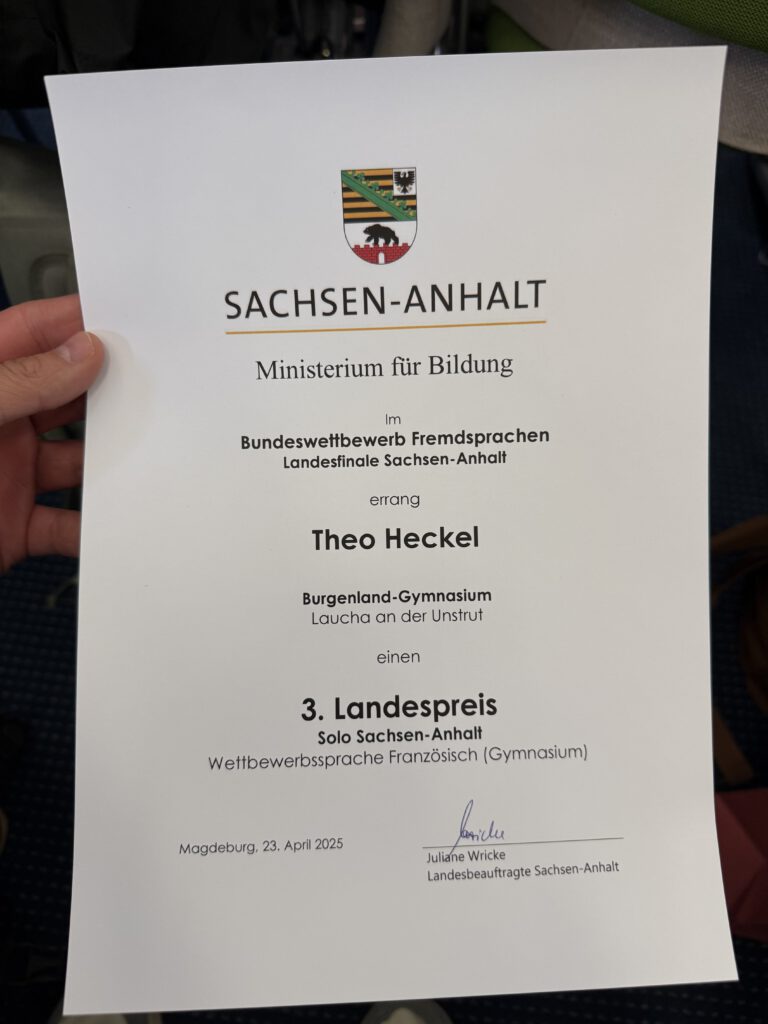 SACHSEN-ANHALT
Ministerium für Bildung
Im
Bundeswettbewerb Fremdsprachen
Landesfinale Sachsen-Anhalt
errang
Theo Heckel
Burgenland-Gymnasium
Laucha an der Unstrut
einen
3. Landespreis
Solo Sachsen-Anhalt
Wettbewerbssprache Französisch (Gymnasium)
Magdeburg, 23. April 2025
Juliane Wricke
Landesbeauftragte Sachsen-Anhalt